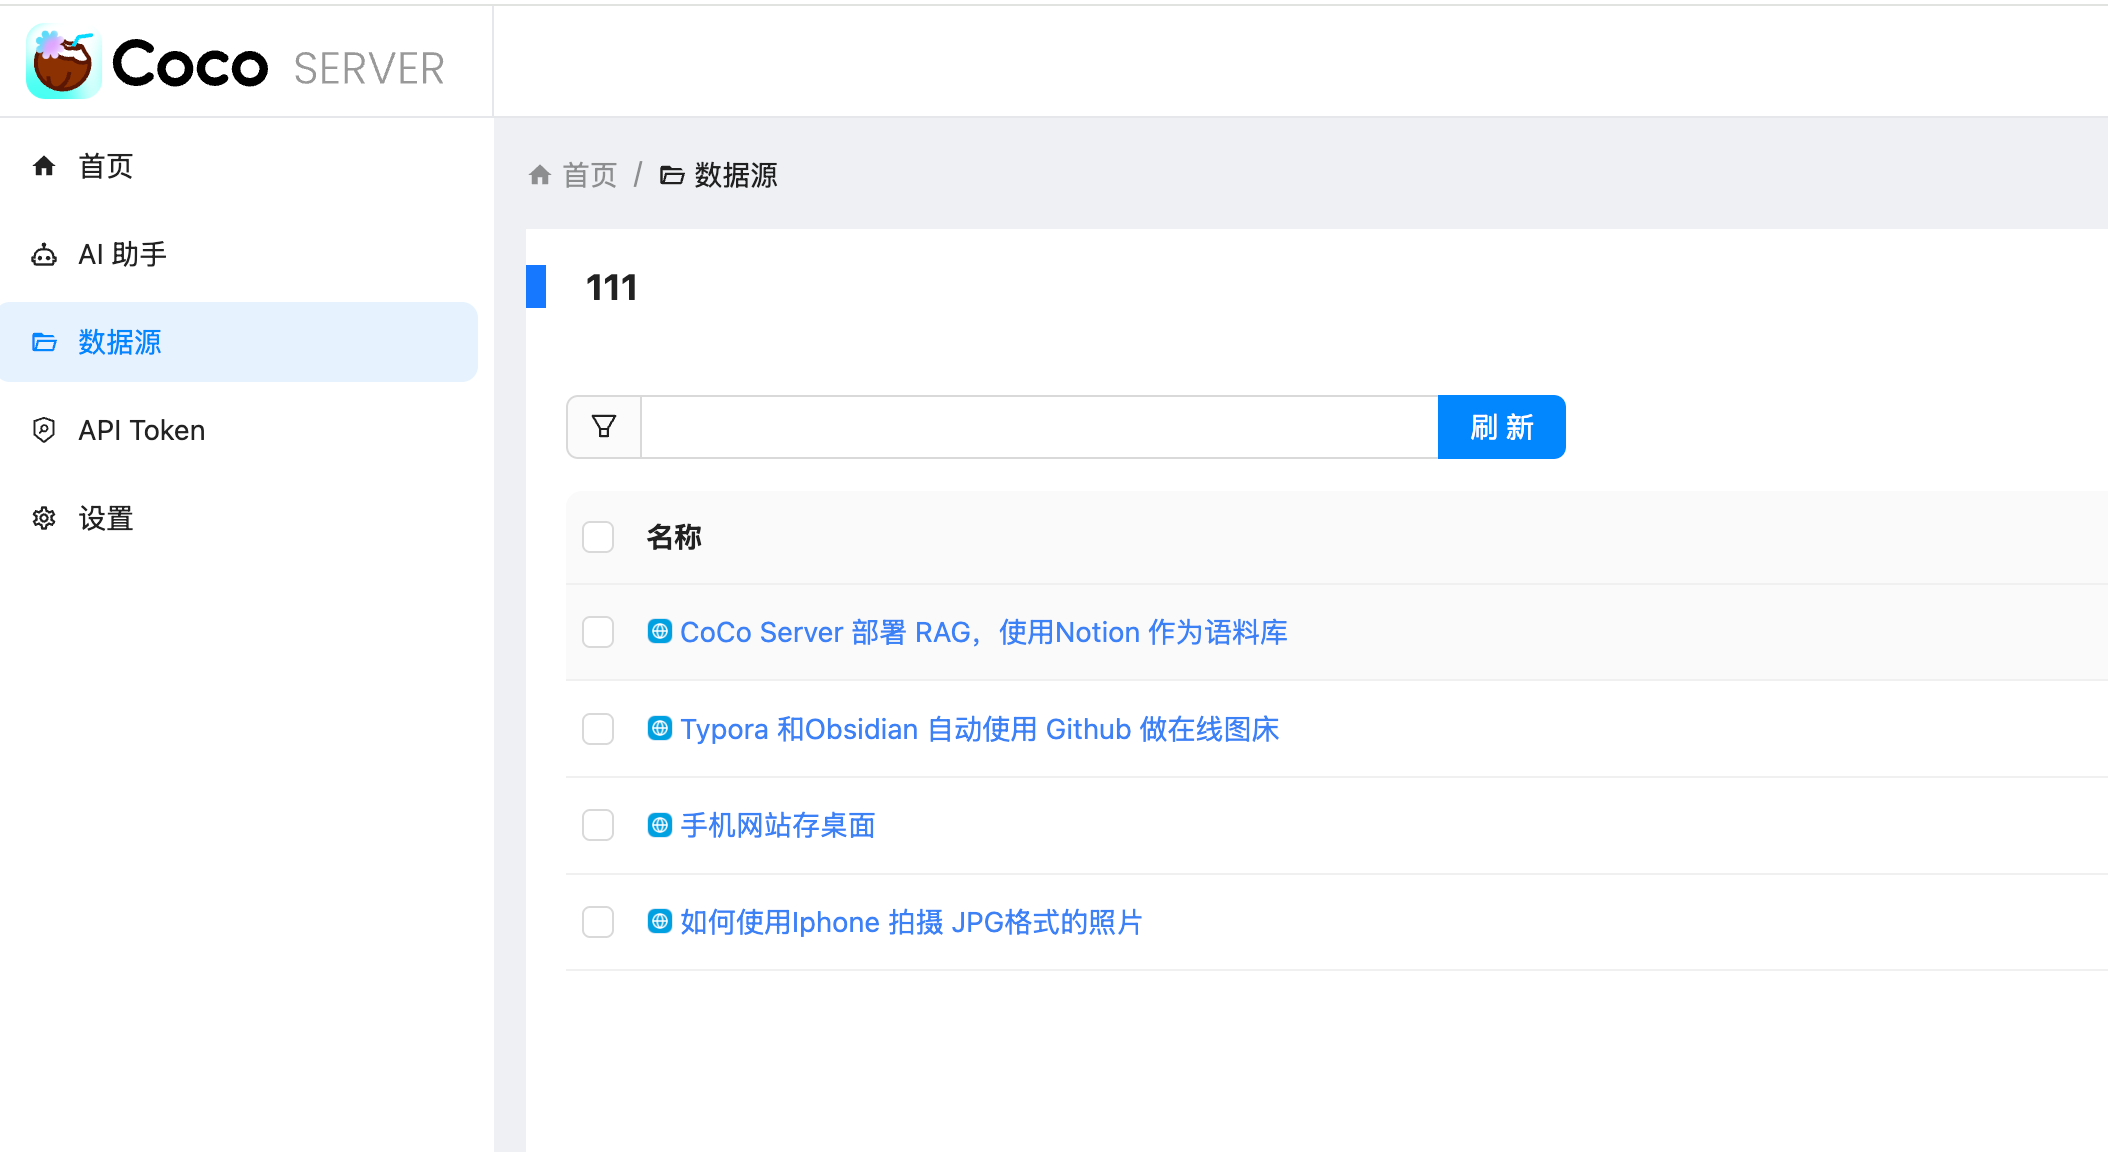 Coco SERVER
首页
AI 助手
数据源
API Token
设置
首页 / 数据源
111
刷 新
名称
CoCo Server 部署 RAG，使用Notion 作为语料库
Typora 和Obsidian 自动使用 Github 做在线图床
手机网站存桌面
如何使用Iphone 拍摄 JPG格式的照片